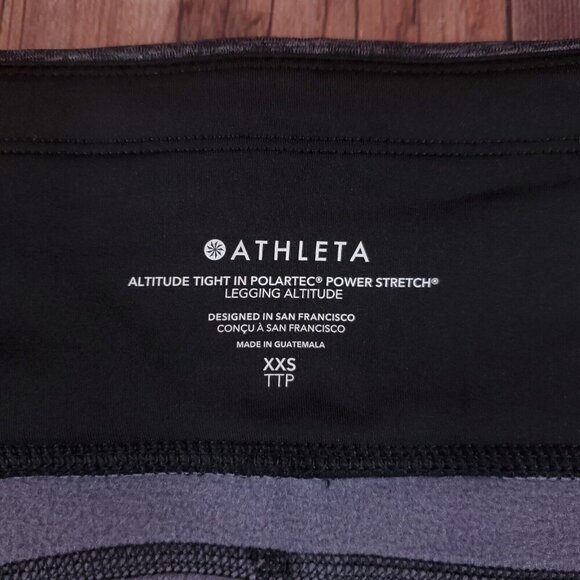 ATHLETA
ALTITUDE TIGHT IN POLARTEC® POWER STRETCH®
LEGGING ALTITUDE
DESIGNED IN SAN FRANCISCO
CONÇU À SAN FRANCISCO
MADE IN GUATEMALA
XXS
TTP